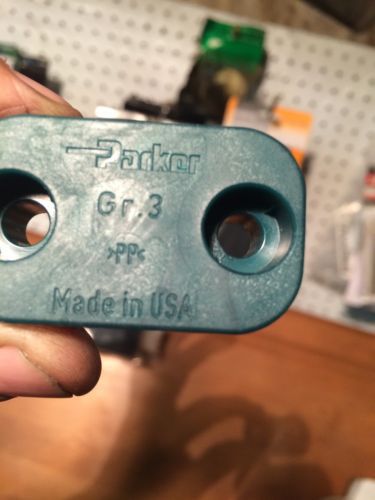 Parker
Gr.3
>PP<
Made in USA